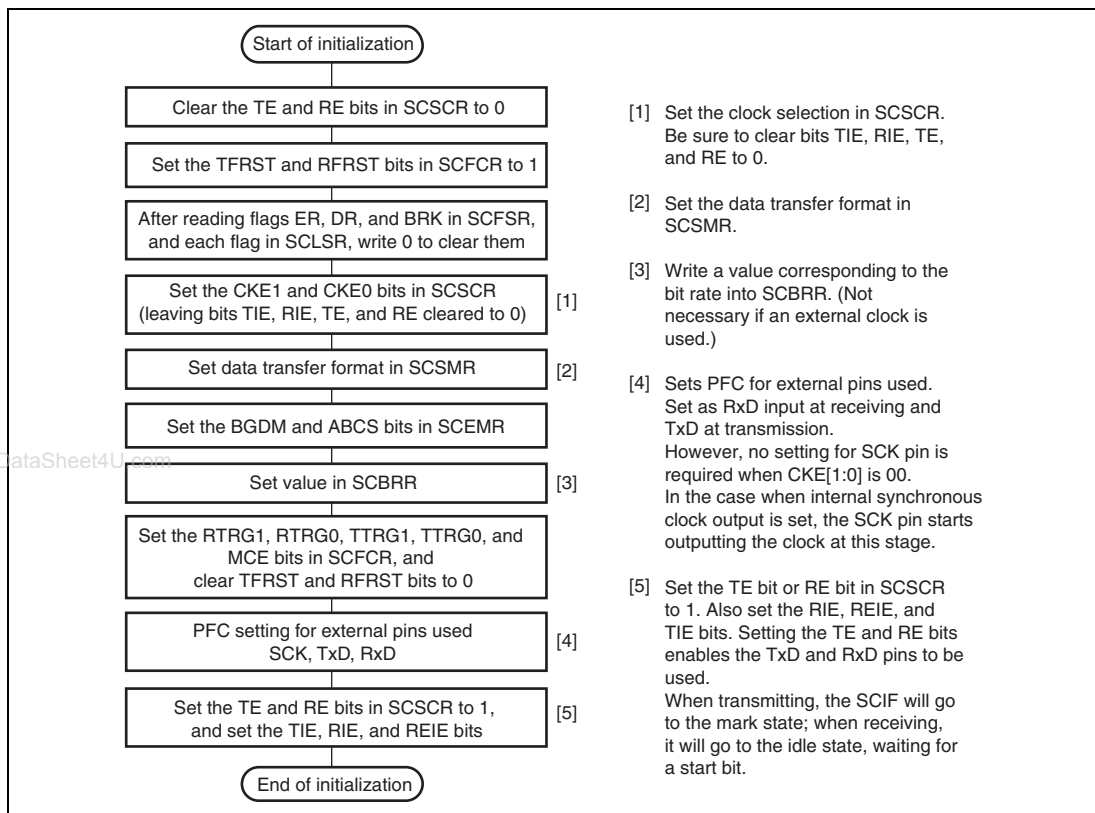 Start of initialization
Clear the TE and RE bits in SCSCR to 0
Set the TFRST and RFRST bits in SCFCR to 1
After reading flags ER, DR, and BRK in SCFSR,
and each flag in SCLSR, write 0 to clear them
Set the CKE1 and CKE0 bits in SCSCR
(leaving bits TIE, RIE, TE, and RE cleared to 0)
[1]
Set data transfer format in SCSMR
[2]
Set the BGDM and ABCS bits in SCEMR
Set value in SCBRR
[3]
Set the RTRG1, RTRG0, TTRG1, TTRG0, and
MCE bits in SCFCR, and
clear TFRST and RFRST bits to 0
PFC setting for external pins used
SCK, TxD, RxD
[4]
Set the TE and RE bits in SCSCR to 1,
and set the TIE, RIE, and REIE bits
[5]
End of initialization
[1] Set the clock selection in SCSCR.
Be sure to clear bits TIE, RIE, TE,
and RE to 0.
[2] Set the data transfer format in
SCSMR.
[3] Write a value corresponding to the
bit rate into SCBRR. (Not
necessary if an external clock is
used.)
[4] Sets PFC for external pins used.
Set as RxD input at receiving and
TxD at transmission.
However, no setting for SCK pin is
required when CKE[1:0] is 00.
In the case when internal synchronous
clock output is set, the SCK pin starts
outputting the clock at this stage.
[5] Set the TE bit or RE bit in SCSCR
to 1. Also set the RIE, REIE, and
TIE bits. Setting the TE and RE bits
enables the TxD and RxD pins to be
used.
When transmitting, the SCIF will go
to the mark state; when receiving,
it will go to the idle state, waiting for
a start bit.
DataSheet4U.com